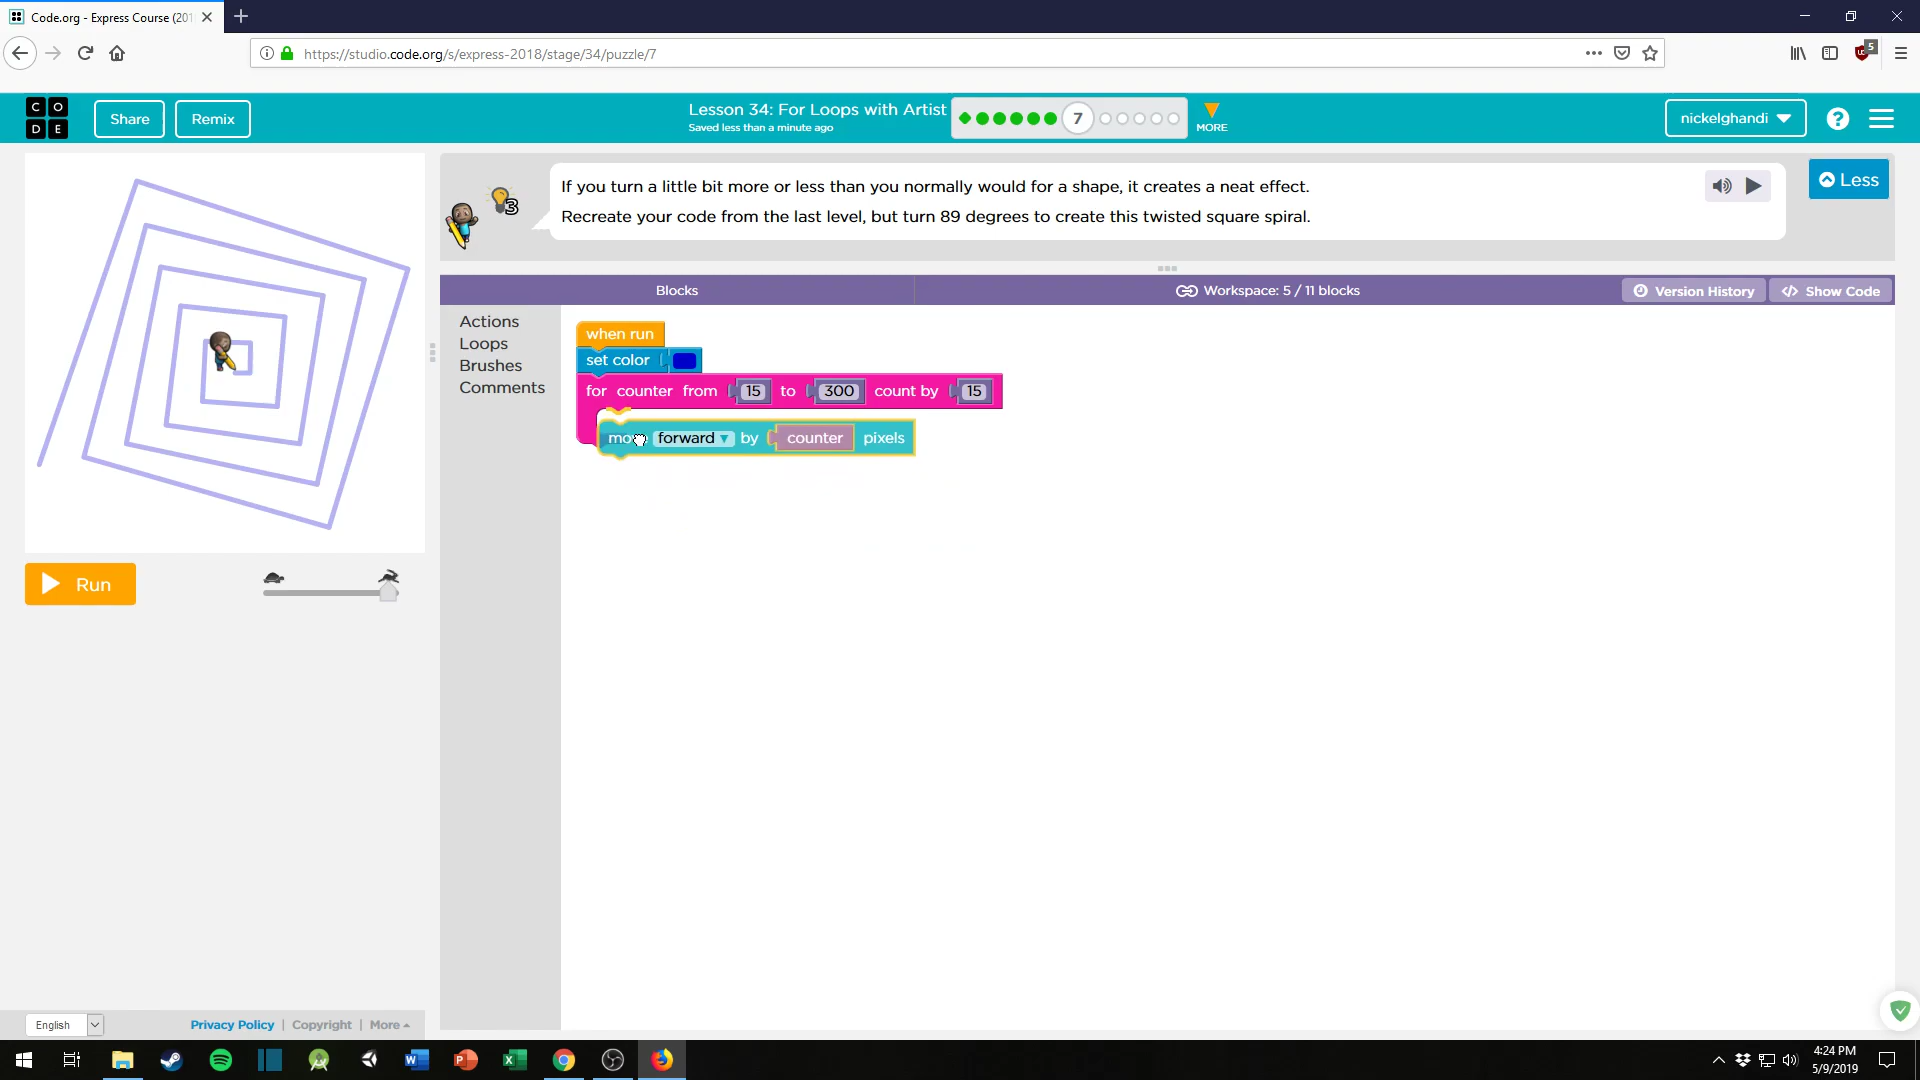 Code.org - Express Course (201
https://studio.code.org/s/express-2018/stage/34/puzzle/7
5
C O
D E
Share
Remix
Lesson 34: For Loops with Artist
Saved less than a minute ago
7
MORE
nickelghandi
?
3
If you turn a little bit more or less than you normally would for a shape, it creates a neat effect.
Recreate your code from the last level, but turn 89 degrees to create this twisted square spiral.
Less
Blocks
Workspace: 5 / 11 blocks
Version History
Show Code
Actions
Loops
Brushes
Comments
when run
set color
for counter from 15 to 300 count by 15
forward by counter pixels
Run
English
Privacy Policy | Copyright | More
4:24 PM
5/9/2019